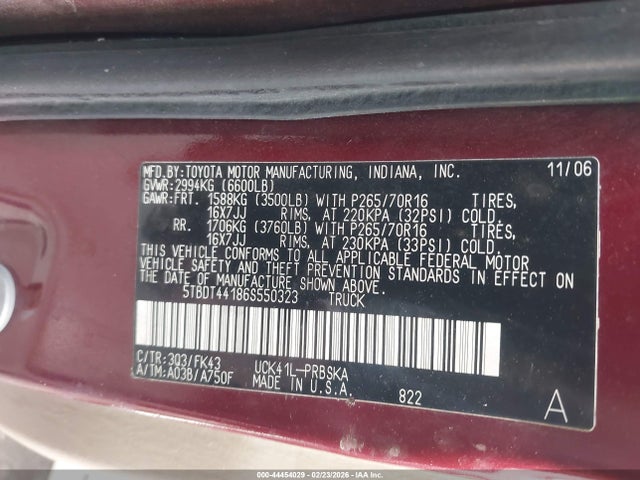 MFD.BY:TOYOTA MOTOR MANUFACTURING, INDIANA, INC. 11/06
GVWR:2994KG (6600LB)
GAWR:FRT. 1588KG (3500LB) WITH P265/70R16 TIRES,
16X7JJ RIMS, AT 220KPA (32PSI) COLD.
RR. 1706KG (3760LB) WITH P265/70R16 TIRES,
16X7JJ RIMS, AT 230KPA (33PSI) COLD.
THIS VEHICLE CONFORMS TO ALL APPLICABLE FEDERAL MOTOR
VEHICLE SAFETY AND THEFT PREVENTION STANDARDS IN EFFECT ON
THE DATE OF MANUFACTURE SHOWN ABOVE.
5TBDT44186S550323 TRUCK
C/TR:3Q3/FK43 UCK41L-PRBSKA
A/TM:A03B/A750F MADE IN U.S.A.
822
A
000-44454029 - 02/23/2026 - IAAHC